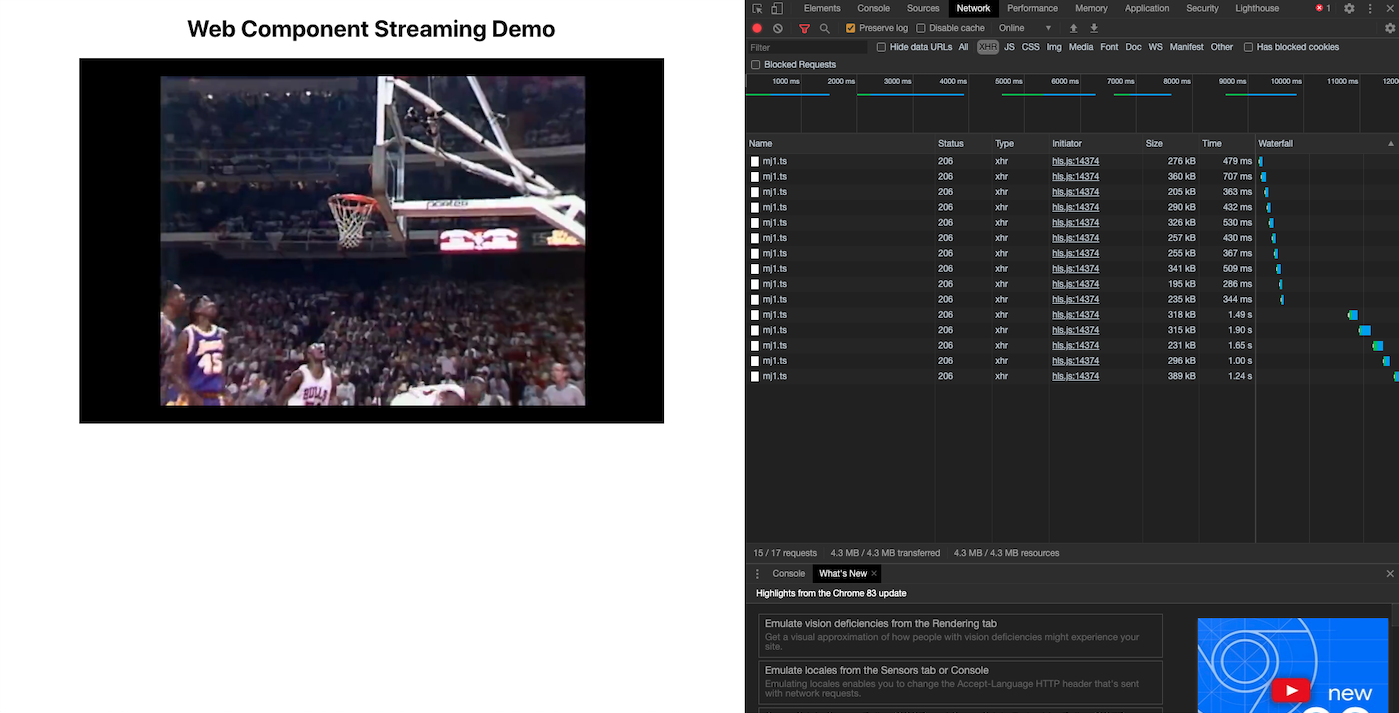 Web Component Streaming Demo
45
BULLS
Elements Console Sources Network Performance Memory Application Security Lighthouse 1
Preserve log Disable cache Online
Filter Hide data URLs All XHR JS CSS Img Media Font Doc WS Manifest Other Has blocked cookies
Blocked Requests
1000 ms 2000 ms 3000 ms 4000 ms 5000 ms 6000 ms 7000 ms 8000 ms 9000 ms 10000 ms 11000 ms 1200
Name Status Type Initiator Size Time Waterfall
mj1.ts 206 xhr hls.js:14374 276 kB 479 ms
mj1.ts 206 xhr hls.js:14374 360 kB 707 ms
mj1.ts 206 xhr hls.js:14374 205 kB 363 ms
mj1.ts 206 xhr hls.js:14374 290 kB 432 ms
mj1.ts 206 xhr hls.js:14374 326 kB 530 ms
mj1.ts 206 xhr hls.js:14374 257 kB 430 ms
mj1.ts 206 xhr hls.js:14374 255 kB 367 ms
mj1.ts 206 xhr hls.js:14374 341 kB 509 ms
mj1.ts 206 xhr hls.js:14374 195 kB 286 ms
mj1.ts 206 xhr hls.js:14374 235 kB 344 ms
mj1.ts 206 xhr hls.js:14374 318 kB 1.49 s
mj1.ts 206 xhr hls.js:14374 315 kB 1.90 s
mj1.ts 206 xhr hls.js:14374 231 kB 1.65 s
mj1.ts 206 xhr hls.js:14374 296 kB 1.00 s
mj1.ts 206 xhr hls.js:14374 389 kB 1.24 s
15 / 17 requests 4.3 MB / 4.3 MB transferred 4.3 MB / 4.3 MB resources
Console What's New
Highlights from the Chrome 83 update
Emulate vision deficiencies from the Rendering tab
Get a visual approximation of how people with vision deficiencies might experience your
site.
Emulate locales from the Sensors tab or Console
Emulating locales enables you to change the Accept-Language HTTP header that's sent
with network requests.
new